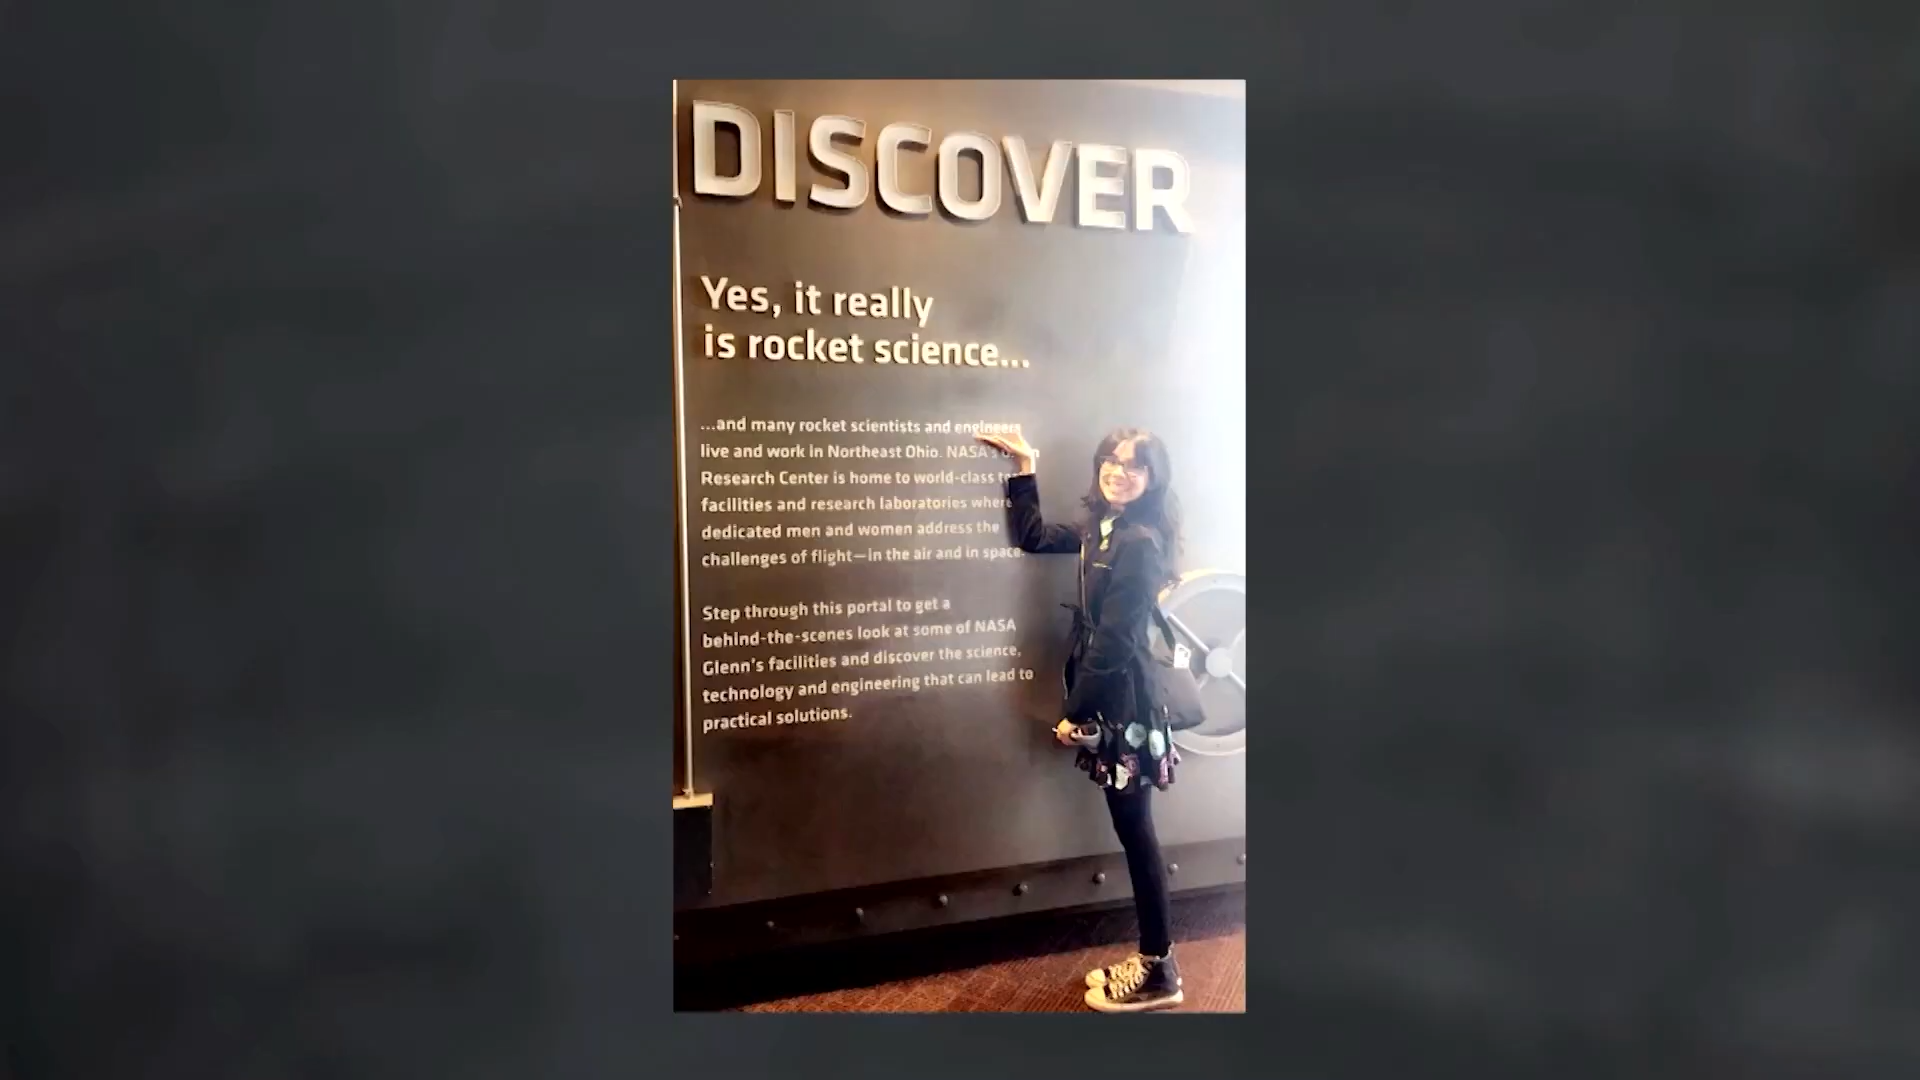 DISCOVER
Yes, it really
is rocket science...
...and many rocket scientists and engineers
live and work in Northeast Ohio. NASA's
Research Center is home to world-class
facilities and research laboratories where
dedicated men and women address the
challenges of flight—in the air and in space.
Step through this portal to get a
behind-the-scenes look at some of NASA
Glenn's facilities and discover the science,
technology and engineering that can lead to
practical solutions.